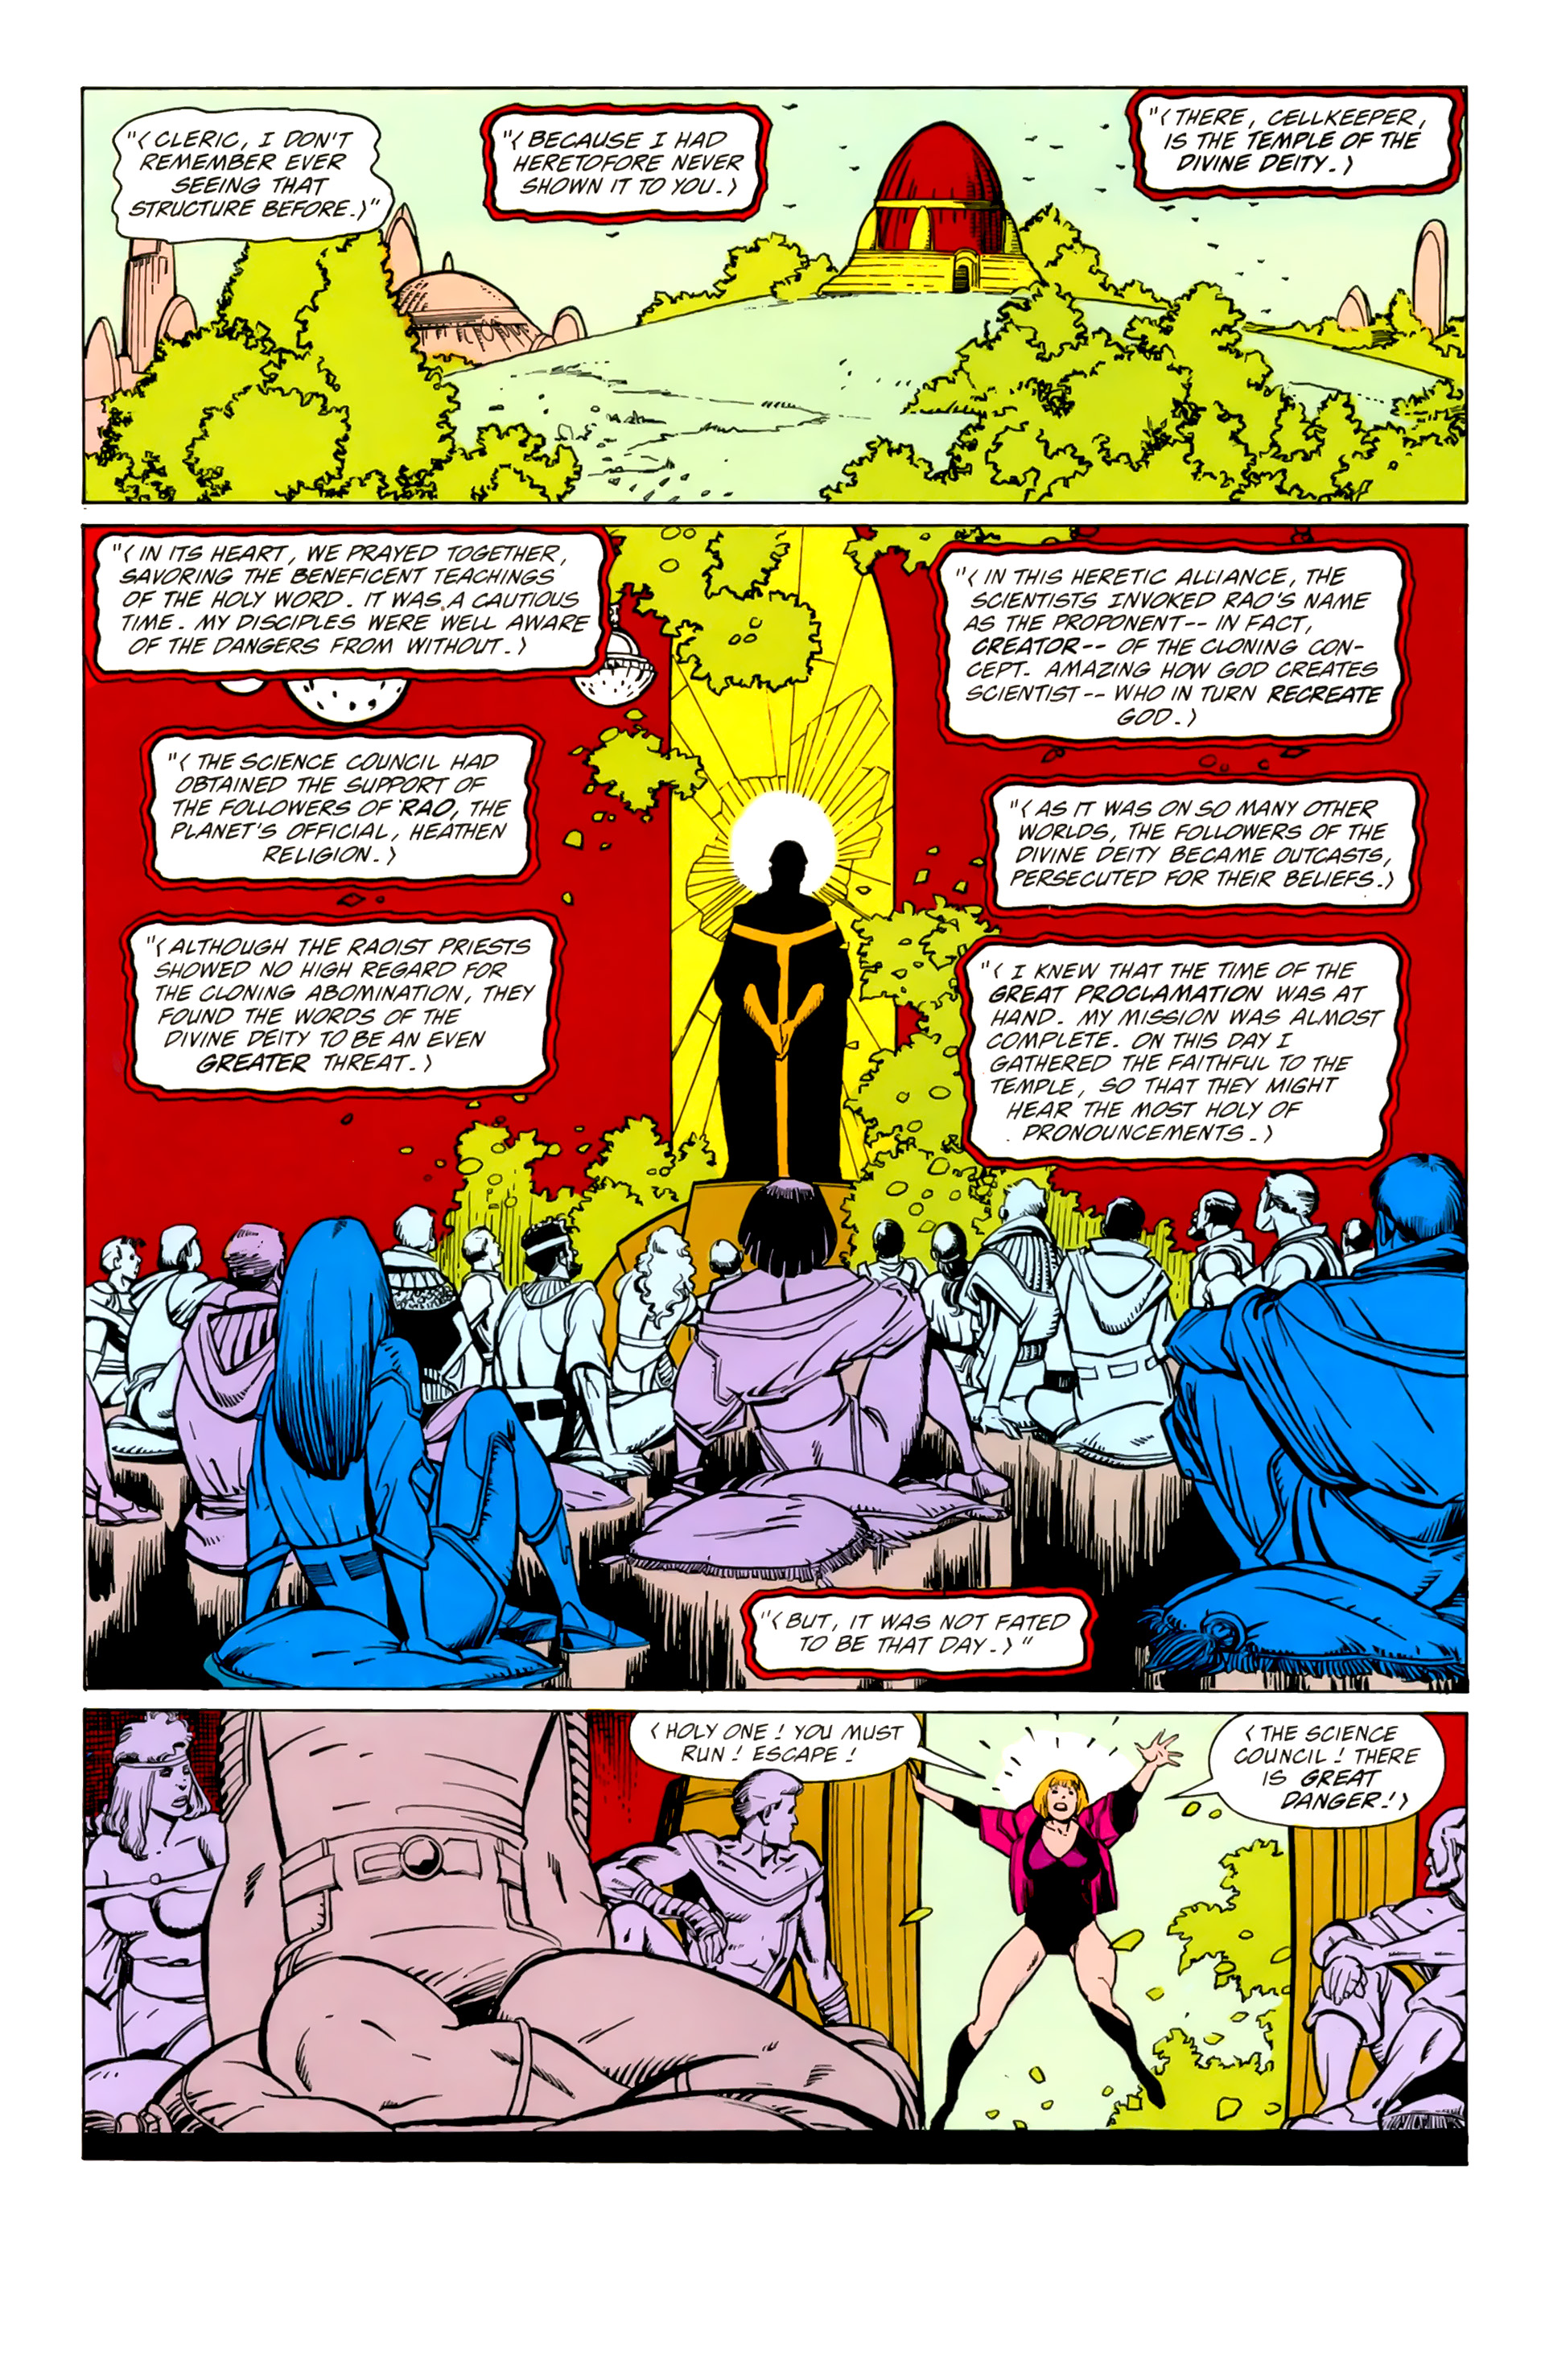 "< CLERIC, I DON'T
REMEMBER EVER
SEEING THAT
STRUCTURE BEFORE.>"
"< BECAUSE I HAD
HERETOFORE NEVER
SHOWN IT TO YOU.>
"< THERE, CELLKEEPER,
IS THE TEMPLE OF THE
DIVINE DEITY.>
"< IN ITS HEART, WE PRAYED TOGETHER,
SAVORING THE BENEFICENT TEACHINGS
OF THE HOLY WORD. IT WAS A CAUTIOUS
TIME. MY DISCIPLES WERE WELL AWARE
OF THE DANGERS FROM WITHOUT.>
"< THE SCIENCE COUNCIL HAD
OBTAINED THE SUPPORT OF
THE FOLLOWERS OF RAO, THE
PLANET'S OFFICIAL, HEATHEN
RELIGION.>
"< ALTHOUGH THE RAOIST PRIESTS
SHOWED NO HIGH REGARD FOR
THE CLONING ABOMINATION, THEY
FOUND THE WORDS OF THE
DIVINE DEITY TO BE AN EVEN
GREATER THREAT.>
"< IN THIS HERETIC ALLIANCE, THE
SCIENTISTS INVOKED RAO'S NAME
AS THE PROPONENT-- IN FACT,
CREATOR-- OF THE CLONING CON-
CEPT. AMAZING HOW GOD CREATES
SCIENTIST-- WHO IN TURN RECREATE
GOD.>
"< AS IT WAS ON SO MANY OTHER
WORLDS, THE FOLLOWERS OF THE
DIVINE DEITY BECAME OUTCASTS,
PERSECUTED FOR THEIR BELIEFS.>
"< I KNEW THAT THE TIME OF THE
GREAT PROCLAMATION WAS AT
HAND. MY MISSION WAS ALMOST
COMPLETE. ON THIS DAY I
GATHERED THE FAITHFUL TO THE
TEMPLE, SO THAT THEY MIGHT
HEAR THE MOST HOLY OF
PRONOUNCEMENTS.>
"< BUT, IT WAS NOT FATED
TO BE THAT DAY.>"
< HOLY ONE! YOU MUST
RUN! ESCAPE!
< THE SCIENCE
COUNCIL! THERE
IS GREAT
DANGER!>